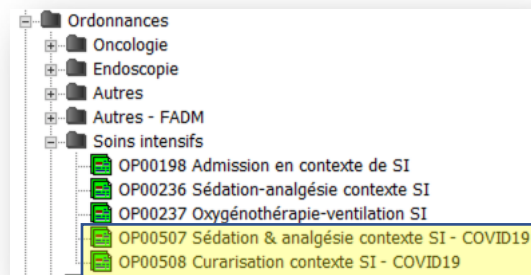 Ordonnances
Oncologie
Endoscopie
Autres
Autres - FADM
Soins intensifs
OP00198 Admission en contexte de SI
OP00236 Sédation-analgésie contexte SI
OP00237 Oxygénothérapie-ventilation SI
OP00507 Sédation & analgésie contexte SI - COVID19
OP00508 Curarisation contexte SI - COVID19